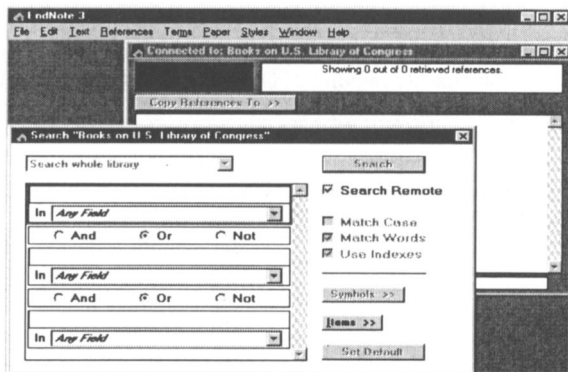 EndNote 3
File Edit Text References Terms Paper Styles Window Help
Connected to: Books on U.S. Library of Congress
Showing 0 out of 0 retrieved references.
Copy References To >>
Search "Books on U.S. Library of Congress"
Search whole library
Search
Search Remote
In Any Field
Match Case
And Or Not
Match Words
Use Indexes
In Any Field
Symbols >>
And Or Not
Items >>
In Any Field
Set Default